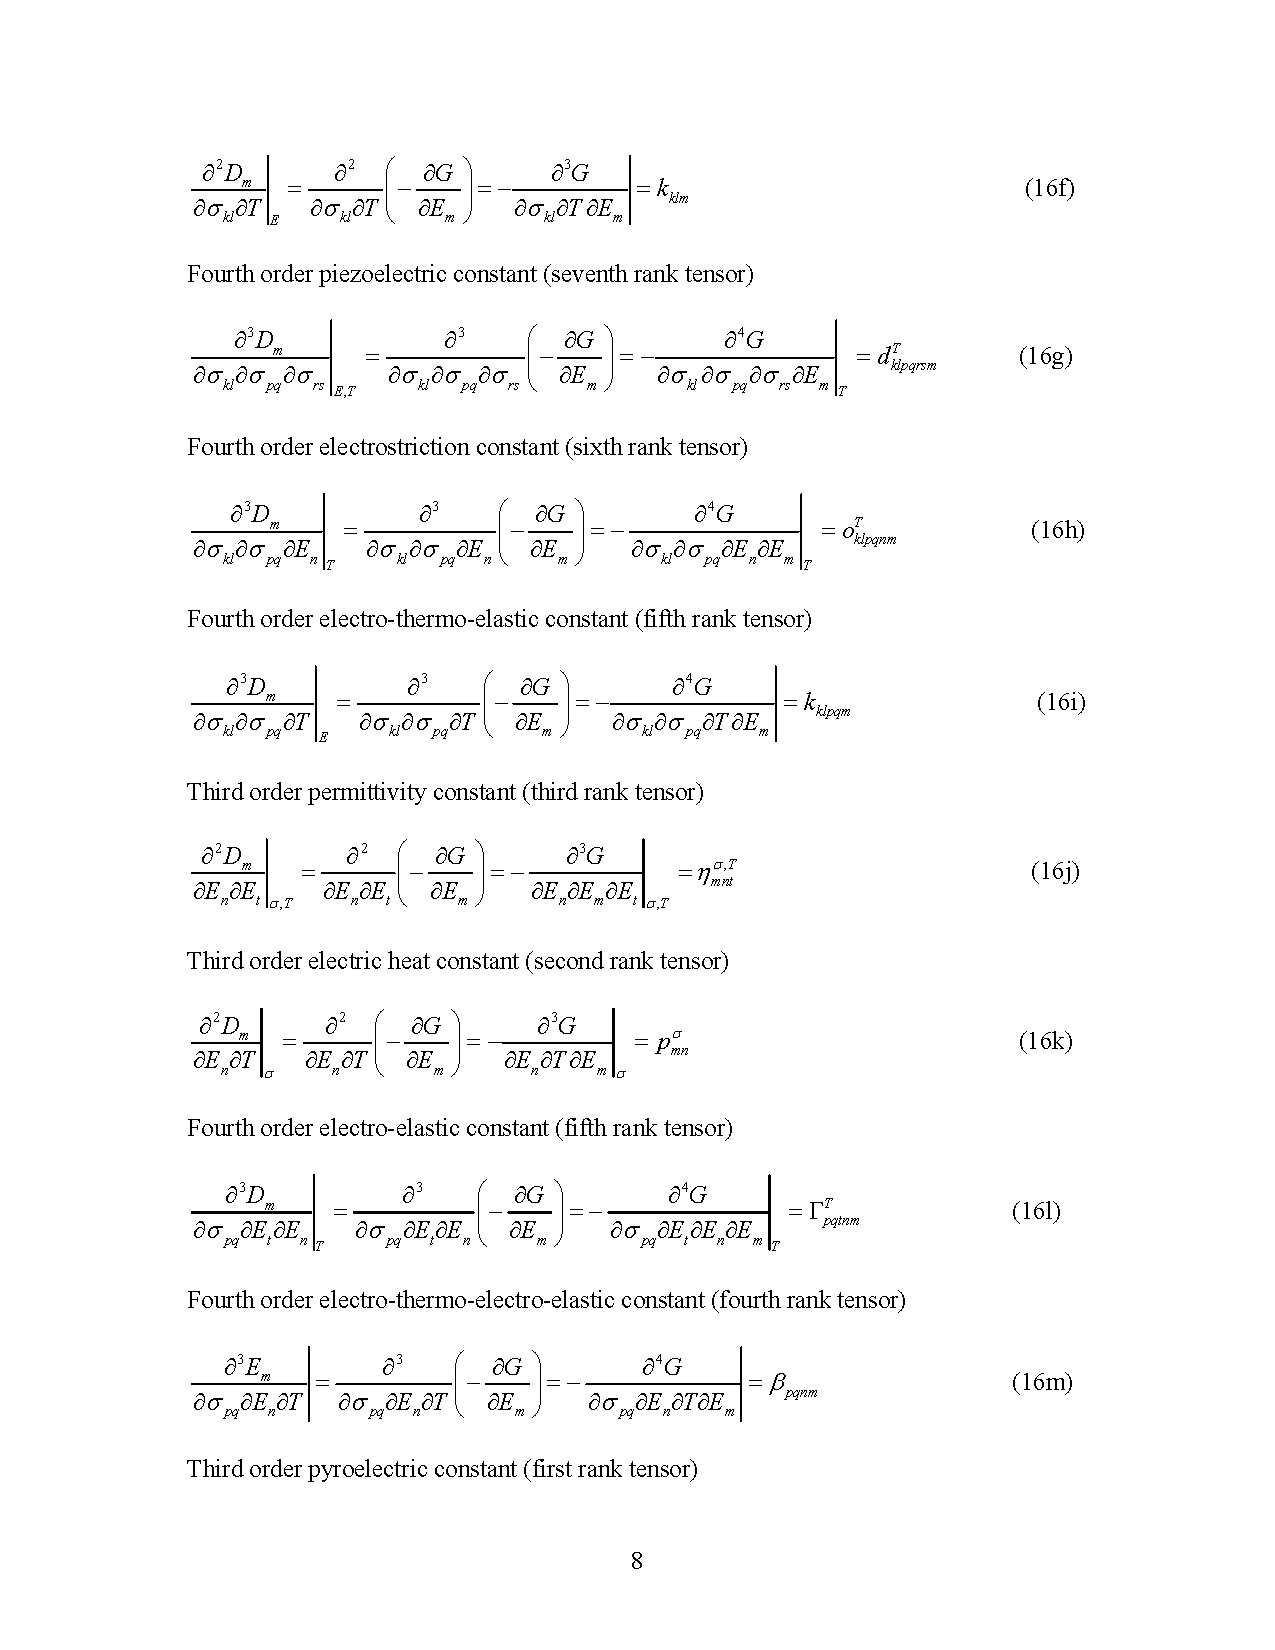 ∂²Dₘ/∂σₖₗ∂T |_E = ∂²/∂σₖₗ∂T (− ∂G/∂Eₘ) = − ∂³G/∂σₖₗ∂T∂Eₘ | = k_klm (16f)
Fourth order piezoelectric constant (seventh rank tensor)
∂³D_m/∂σ_kl∂σ_pq∂σ_rs |_E,T = ∂³/∂σ_kl∂σ_pq∂σ_rs (− ∂G/∂E_m) = − ∂⁴G/∂σ_kl∂σ_pq∂σ_rs∂E_m |_T = d^T_klpqrsm (16g)
Fourth order electrostriction constant (sixth rank tensor)
∂³D_m/∂σ_kl∂σ_pq∂E_n |_T = ∂³/∂σ_kl∂σ_pq∂E_n (− ∂G/∂E_m) = − ∂⁴G/∂σ_kl∂σ_pq∂E_n∂E_m |_T = o^T_klpqnm (16h)
Fourth order electro-thermo-elastic constant (fifth rank tensor)
∂³D_m/∂σ_kl∂σ_pq∂T |_E = ∂³/∂σ_kl∂σ_pq∂T (− ∂G/∂E_m) = − ∂⁴G/∂σ_kl∂σ_pq∂T∂E_m | = k_klpqm (16i)
Third order permittivity constant (third rank tensor)
∂²D_m/∂E_n∂E_t |_σ,T = ∂²/∂E_n∂E_t (− ∂G/∂E_m) = − ∂³G/∂E_n∂E_m∂E_t |_σ,T = η^σ,T_mnt (16j)
Third order electric heat constant (second rank tensor)
∂²D_m/∂E_n∂T |_σ = ∂²/∂E_n∂T (− ∂G/∂E_m) = − ∂³G/∂E_n∂T∂E_m |_σ = p^σ_mn (16k)
Fourth order electro-elastic constant (fifth rank tensor)
∂³D_m/∂σ_pq∂E_t∂E_n |_T = ∂³/∂σ_pq∂E_t∂E_n (− ∂G/∂E_m) = − ∂⁴G/∂σ_pq∂E_t∂E_n∂E_m |_T = Γ^T_pqtnm (16l)
Fourth order electro-thermo-electro-elastic constant (fourth rank tensor)
∂³E_m/∂σ_pq∂E_n∂T | = ∂³/∂σ_pq∂E_n∂T (− ∂G/∂E_m) = − ∂⁴G/∂σ_pq∂E_n∂T∂E_m | = β_pqnm (16m)
Third order pyroelectric constant (first rank tensor)
8